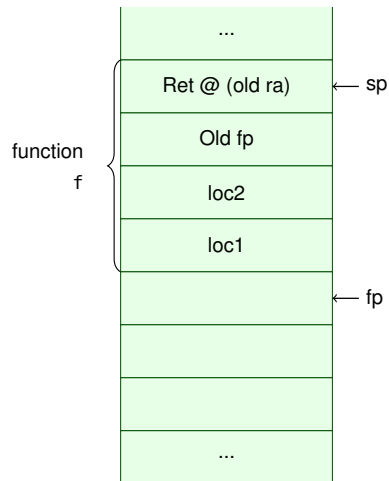 ...
Ret @ (old ra)
sp
Old fp
function
f
loc2
loc1
fp
...